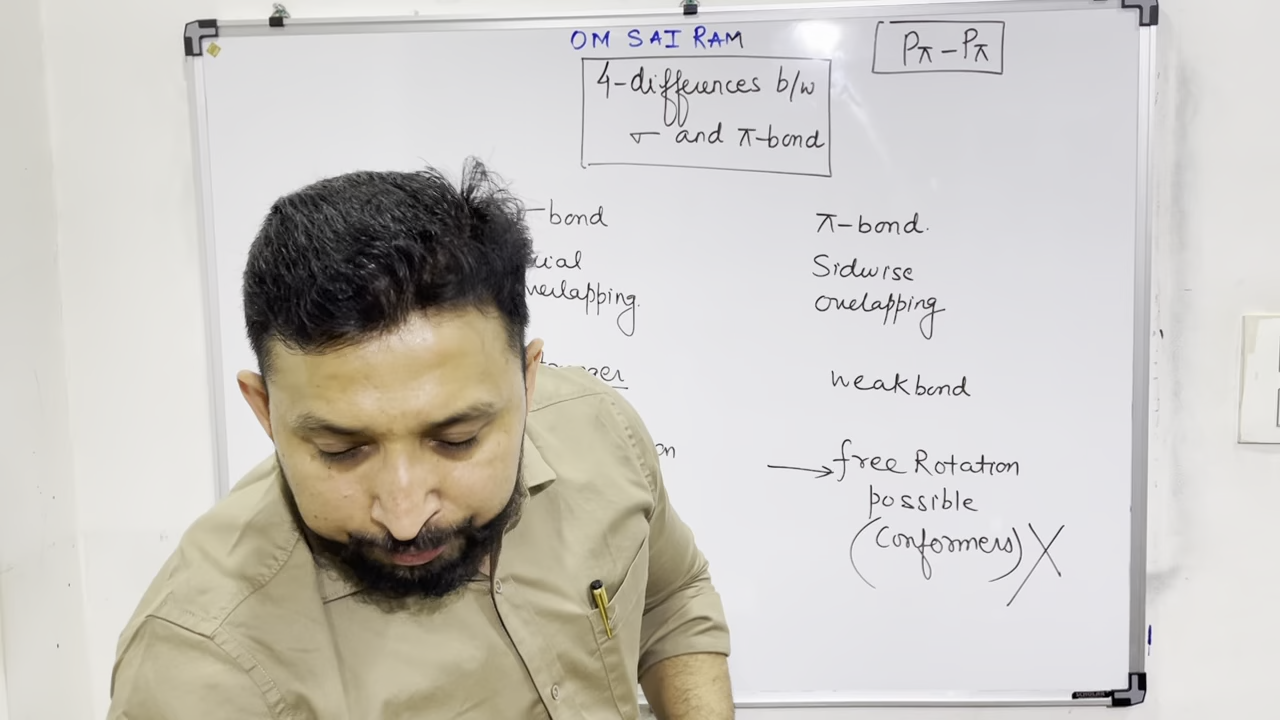 OM SAI RAM
Pπ-Pπ
4-differences b/w
σ and π-bond
-bond
π-bond.
Sidwise
overlapping
weak bond
→ free Rotation
possible
(Conformers) X